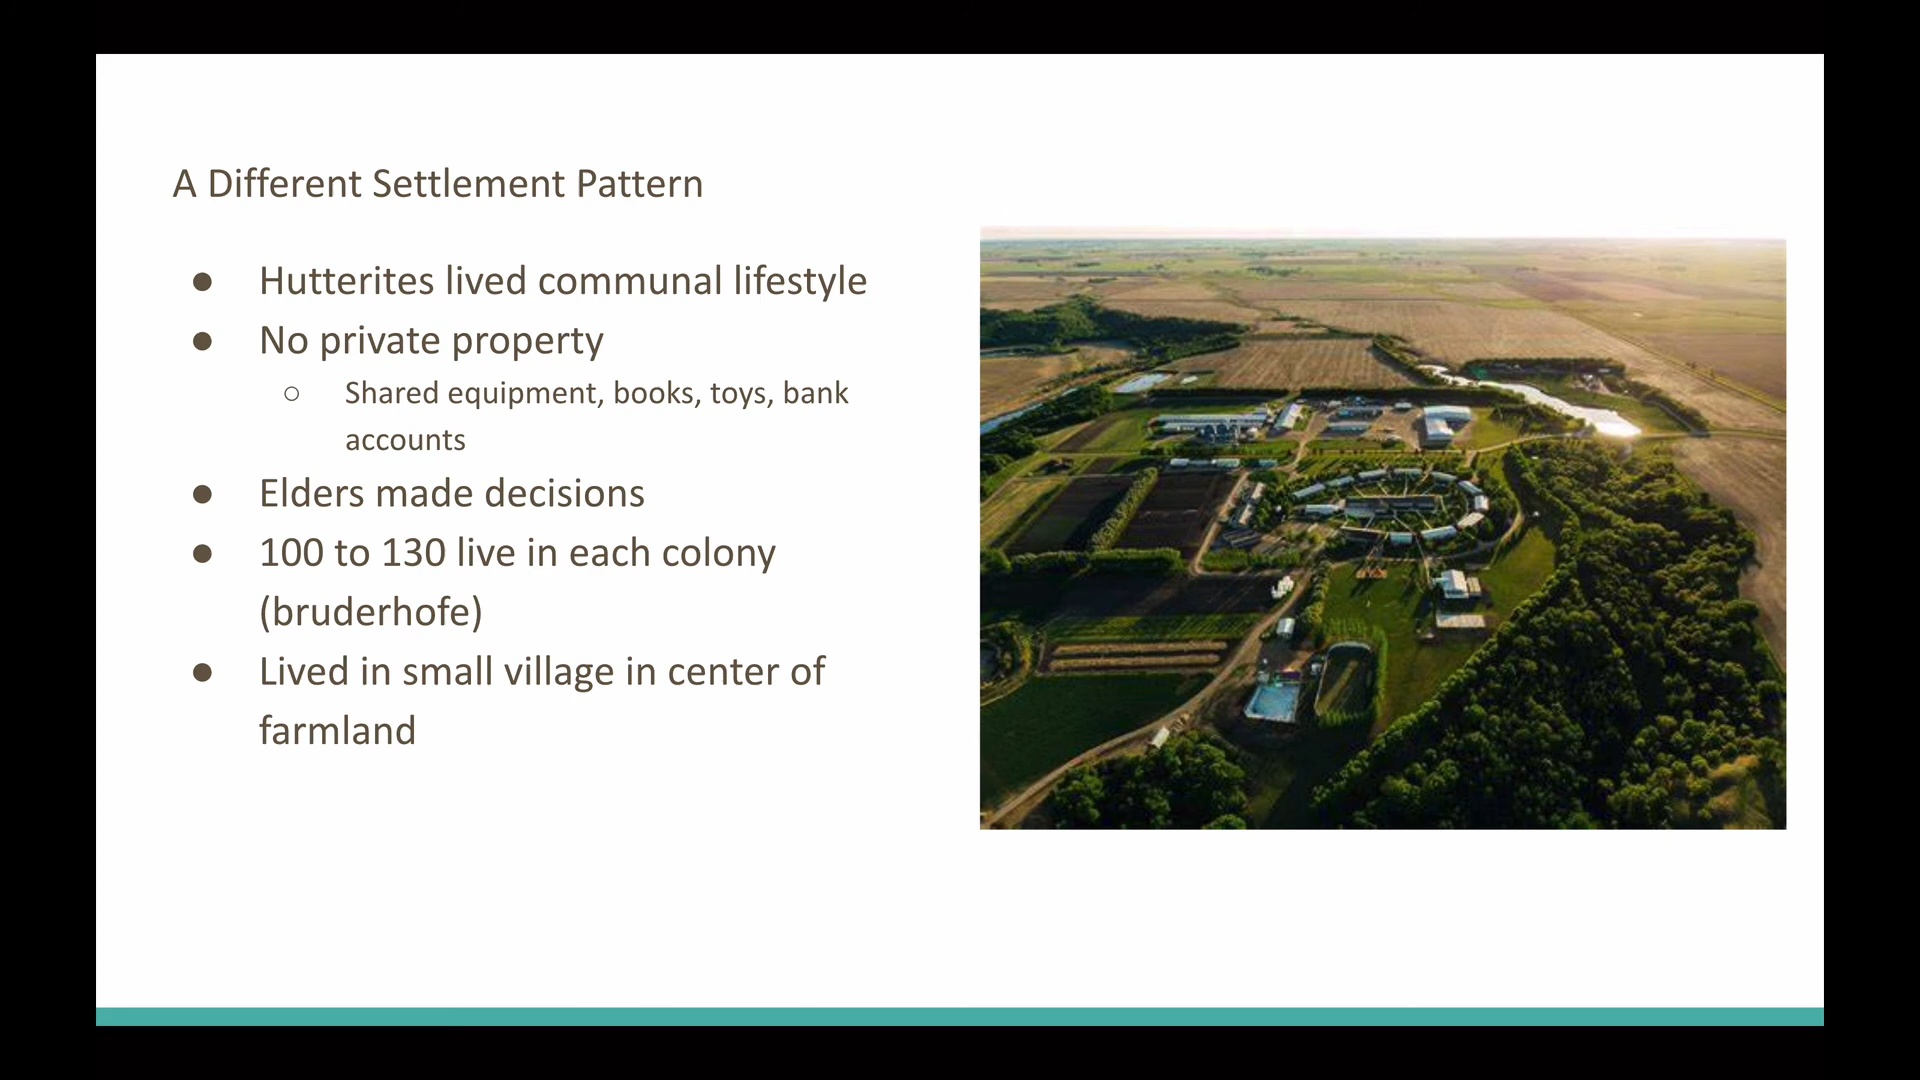 A Different Settlement Pattern
● Hutterites lived communal lifestyle
● No private property
○ Shared equipment, books, toys, bank
accounts
● Elders made decisions
● 100 to 130 live in each colony
(bruderhofe)
● Lived in small village in center of
farmland